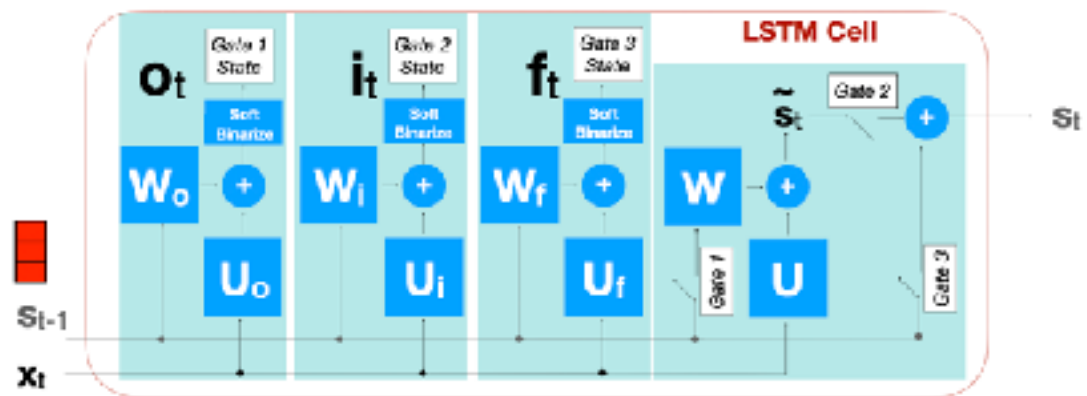 LSTM Cell
ot
Gate 1
State
Soft
Binarize
Wo
+
Uo
it
Gate 2
State
Soft
Binarize
Wi
+
Ui
ft
Gate 3
State
Soft
Binarize
Wf
+
Uf
s̃t
Gate 2
+
St
W
+
Gate 1
U
Gate 3
St-1
xt